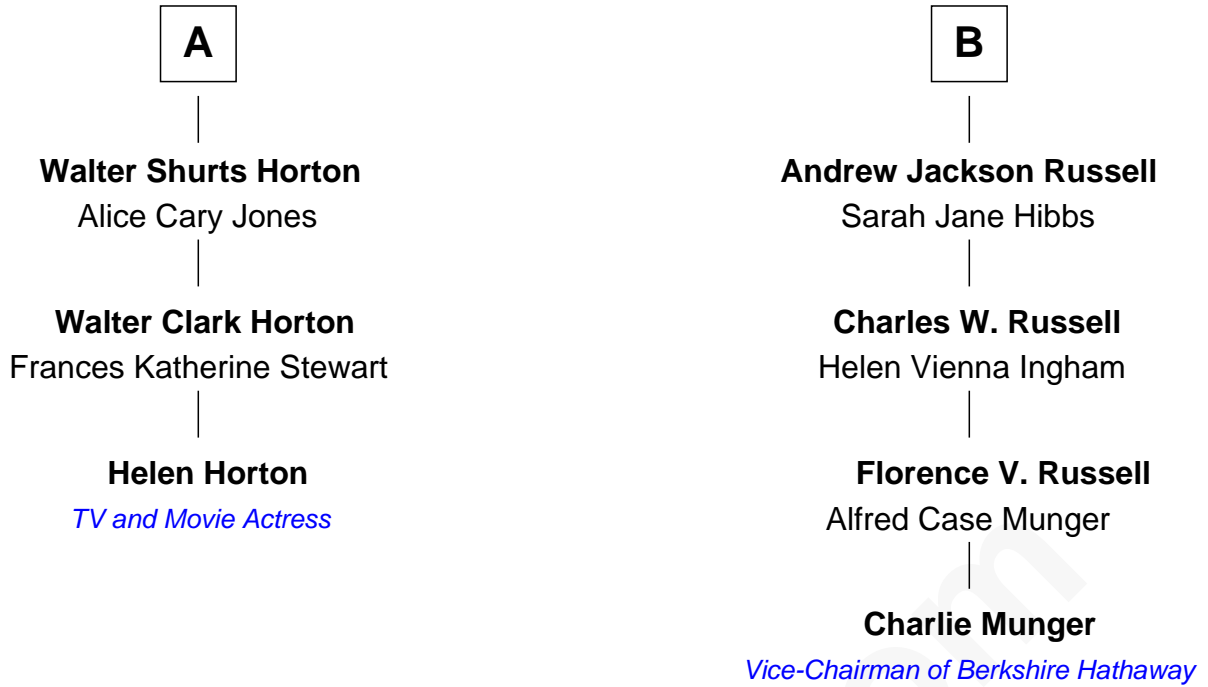 A
Walter Shurts Horton
Alice Cary Jones
Walter Clark Horton
Frances Katherine Stewart
Helen Horton
TV and Movie Actress
B
Andrew Jackson Russell
Sarah Jane Hibbs
Charles W. Russell
Helen Vienna Ingham
Florence V. Russell
Alfred Case Munger
Charlie Munger
Vice-Chairman of Berkshire Hathaway